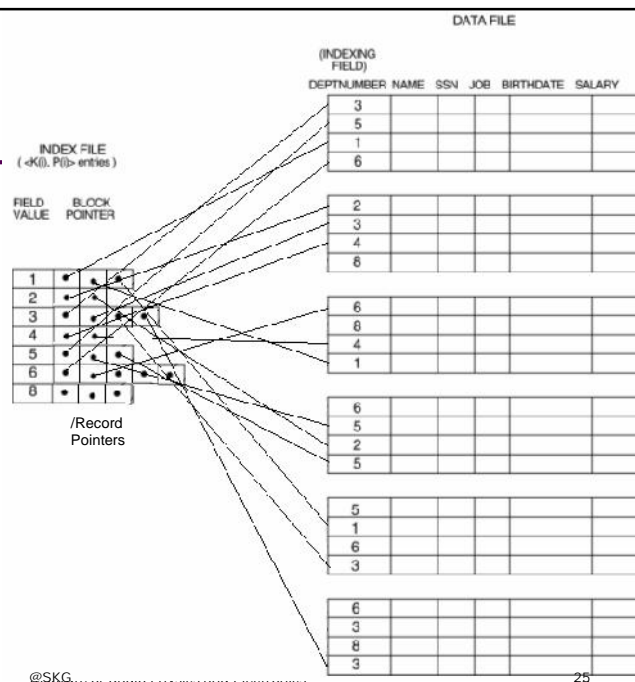 DATA FILE
(INDEXING
FIELD)
DEPTNUMBER NAME SSN JOB BIRTHDATE SALARY
3
5
1
6
INDEX FILE
( <K(i), P(i)> entries )
FIELD
VALUE
BLOCK
POINTER
2
3
4
8
1
2
3
4
5
6
8
/Record
Pointers
6
8
4
1
6
5
2
5
5
1
6
3
6
3
8
3
@SKG
25